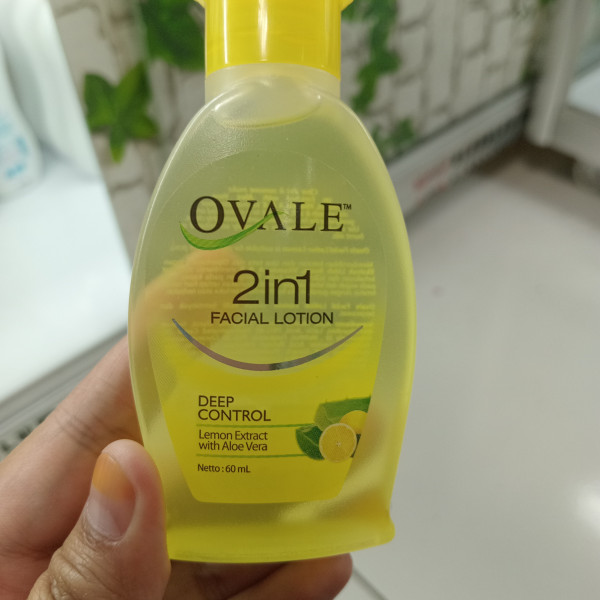 OVALE™
2in1
FACIAL LOTION
DEEP
CONTROL
Lemon Extract
with Aloe Vera
Netto : 60 mL